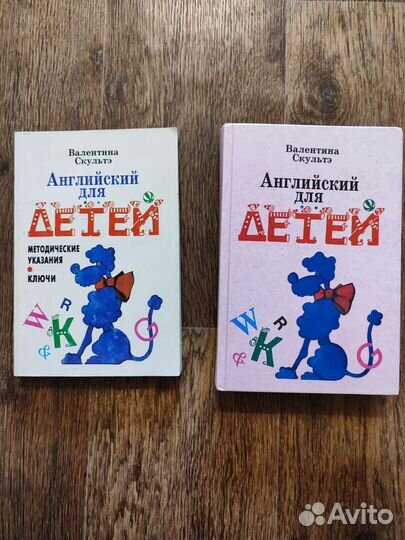 Валентина
Скультэ
Английский
для
ДЕТЕЙ
МЕТОДИЧЕСКИЕ
УКАЗАНИЯ
КЛЮЧИ
W
R
K
&
G
Валентина
Скультэ
Английский
для
ДЕТЕЙ
W
R
K
&
G
Avito